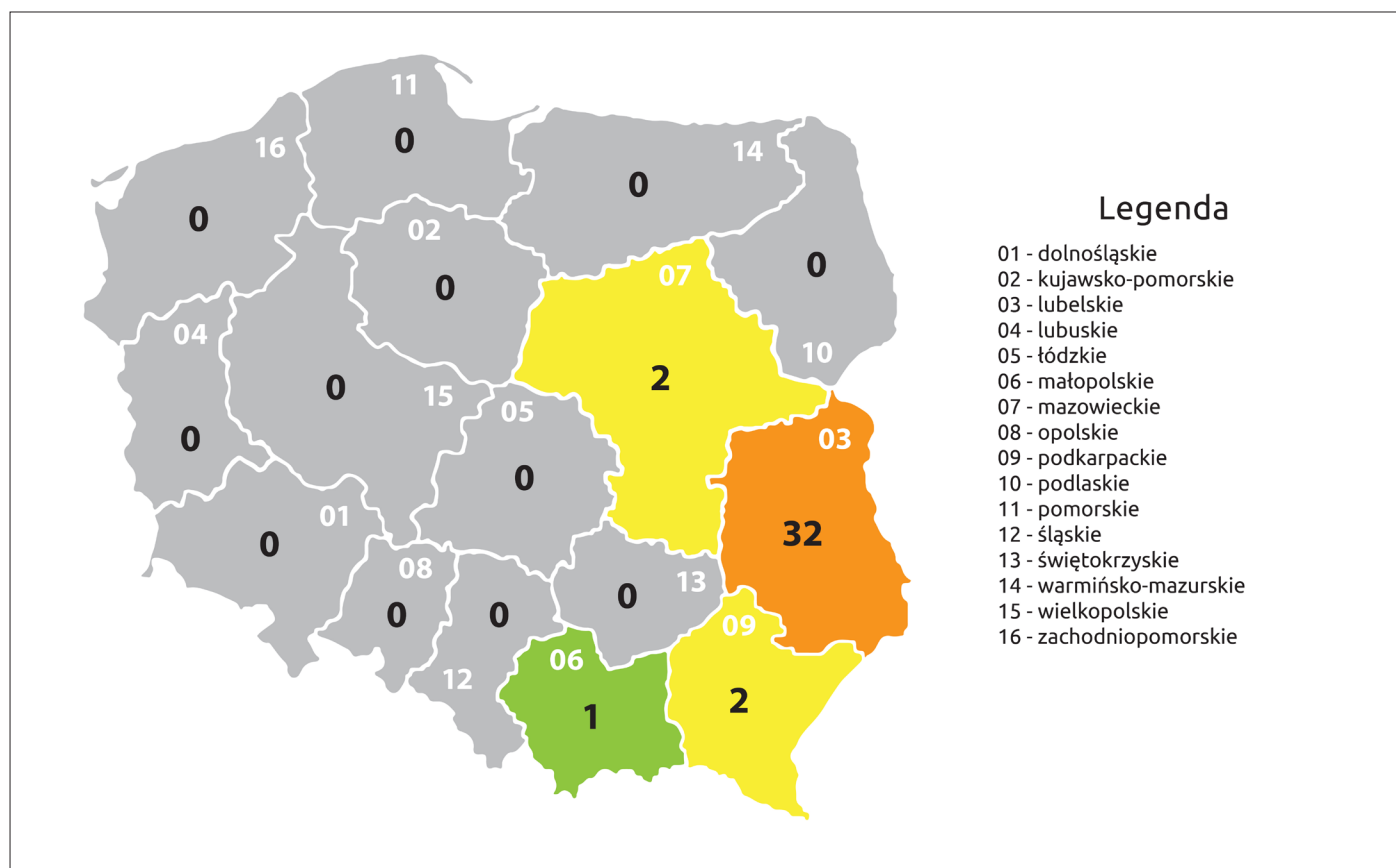 11
0
16
0
14
0
02
0
07
2
0
10
04
0
0
15
05
0
03
32
01
0
08
0
0
12
0
13
06
1
09
2
Legenda
01 - dolnośląskie
02 - kujawsko-pomorskie
03 - lubelskie
04 - lubuskie
05 - łódzkie
06 - małopolskie
07 - mazowieckie
08 - opolskie
09 - podkarpackie
10 - podlaskie
11 - pomorskie
12 - śląskie
13 - świętokrzyskie
14 - warmińsko-mazurskie
15 - wielkopolskie
16 - zachodniopomorskie